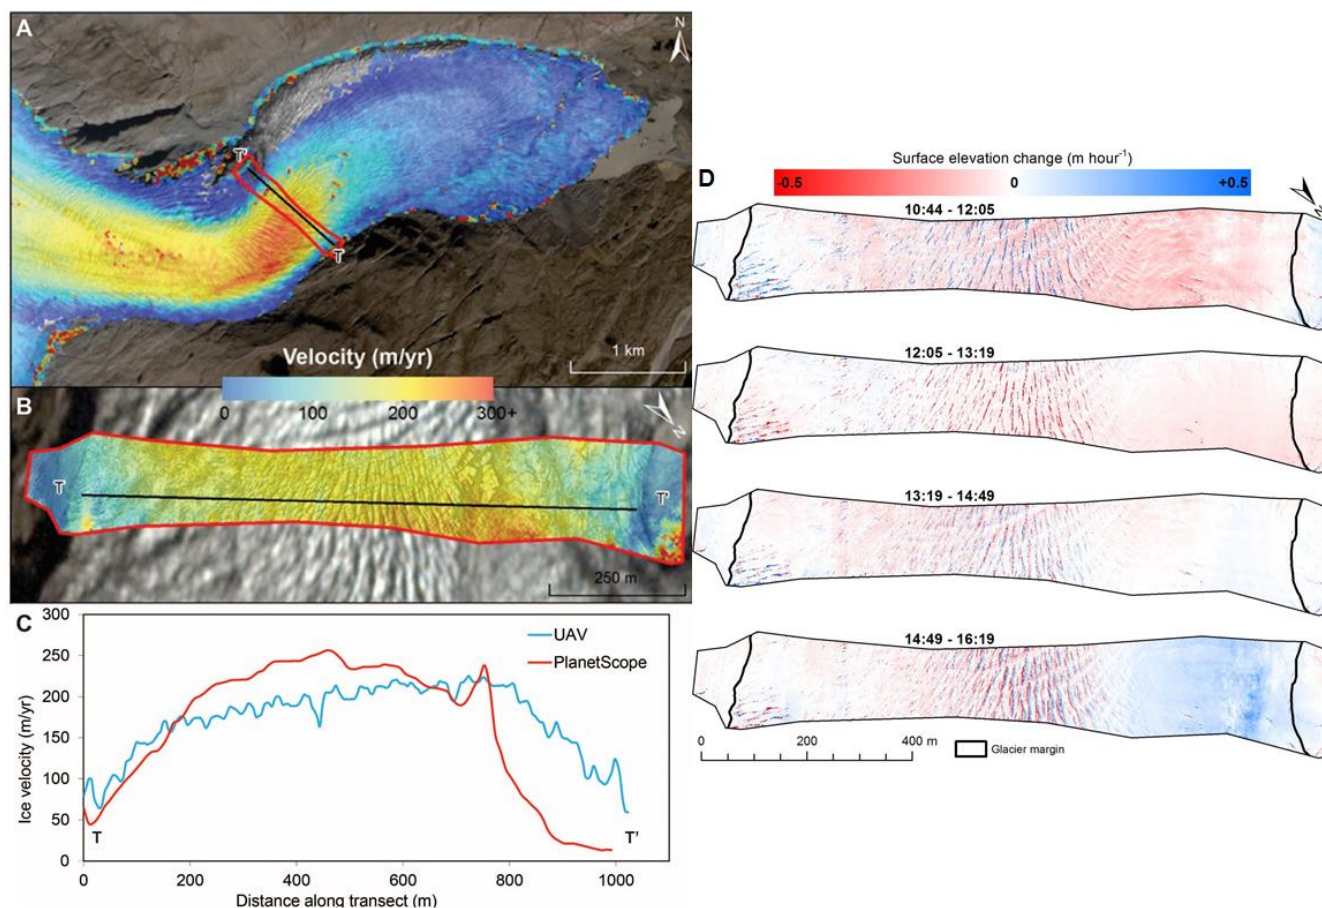 A
N
T'
T
1 km
Velocity (m/yr)
0 100 200 300+
B
N
T
T'
250 m
C
300
250
200
150
100
50
0
Ice velocity (m/yr)
UAV
PlanetScope
T
T'
0 200 400 600 800 1000
Distance along transect (m)
D
Surface elevation change (m hour⁻¹)
-0.5 0 +0.5
N
10:44 - 12:05
12:05 - 13:19
13:19 - 14:49
14:49 - 16:19
0 200 400 m
Glacier margin